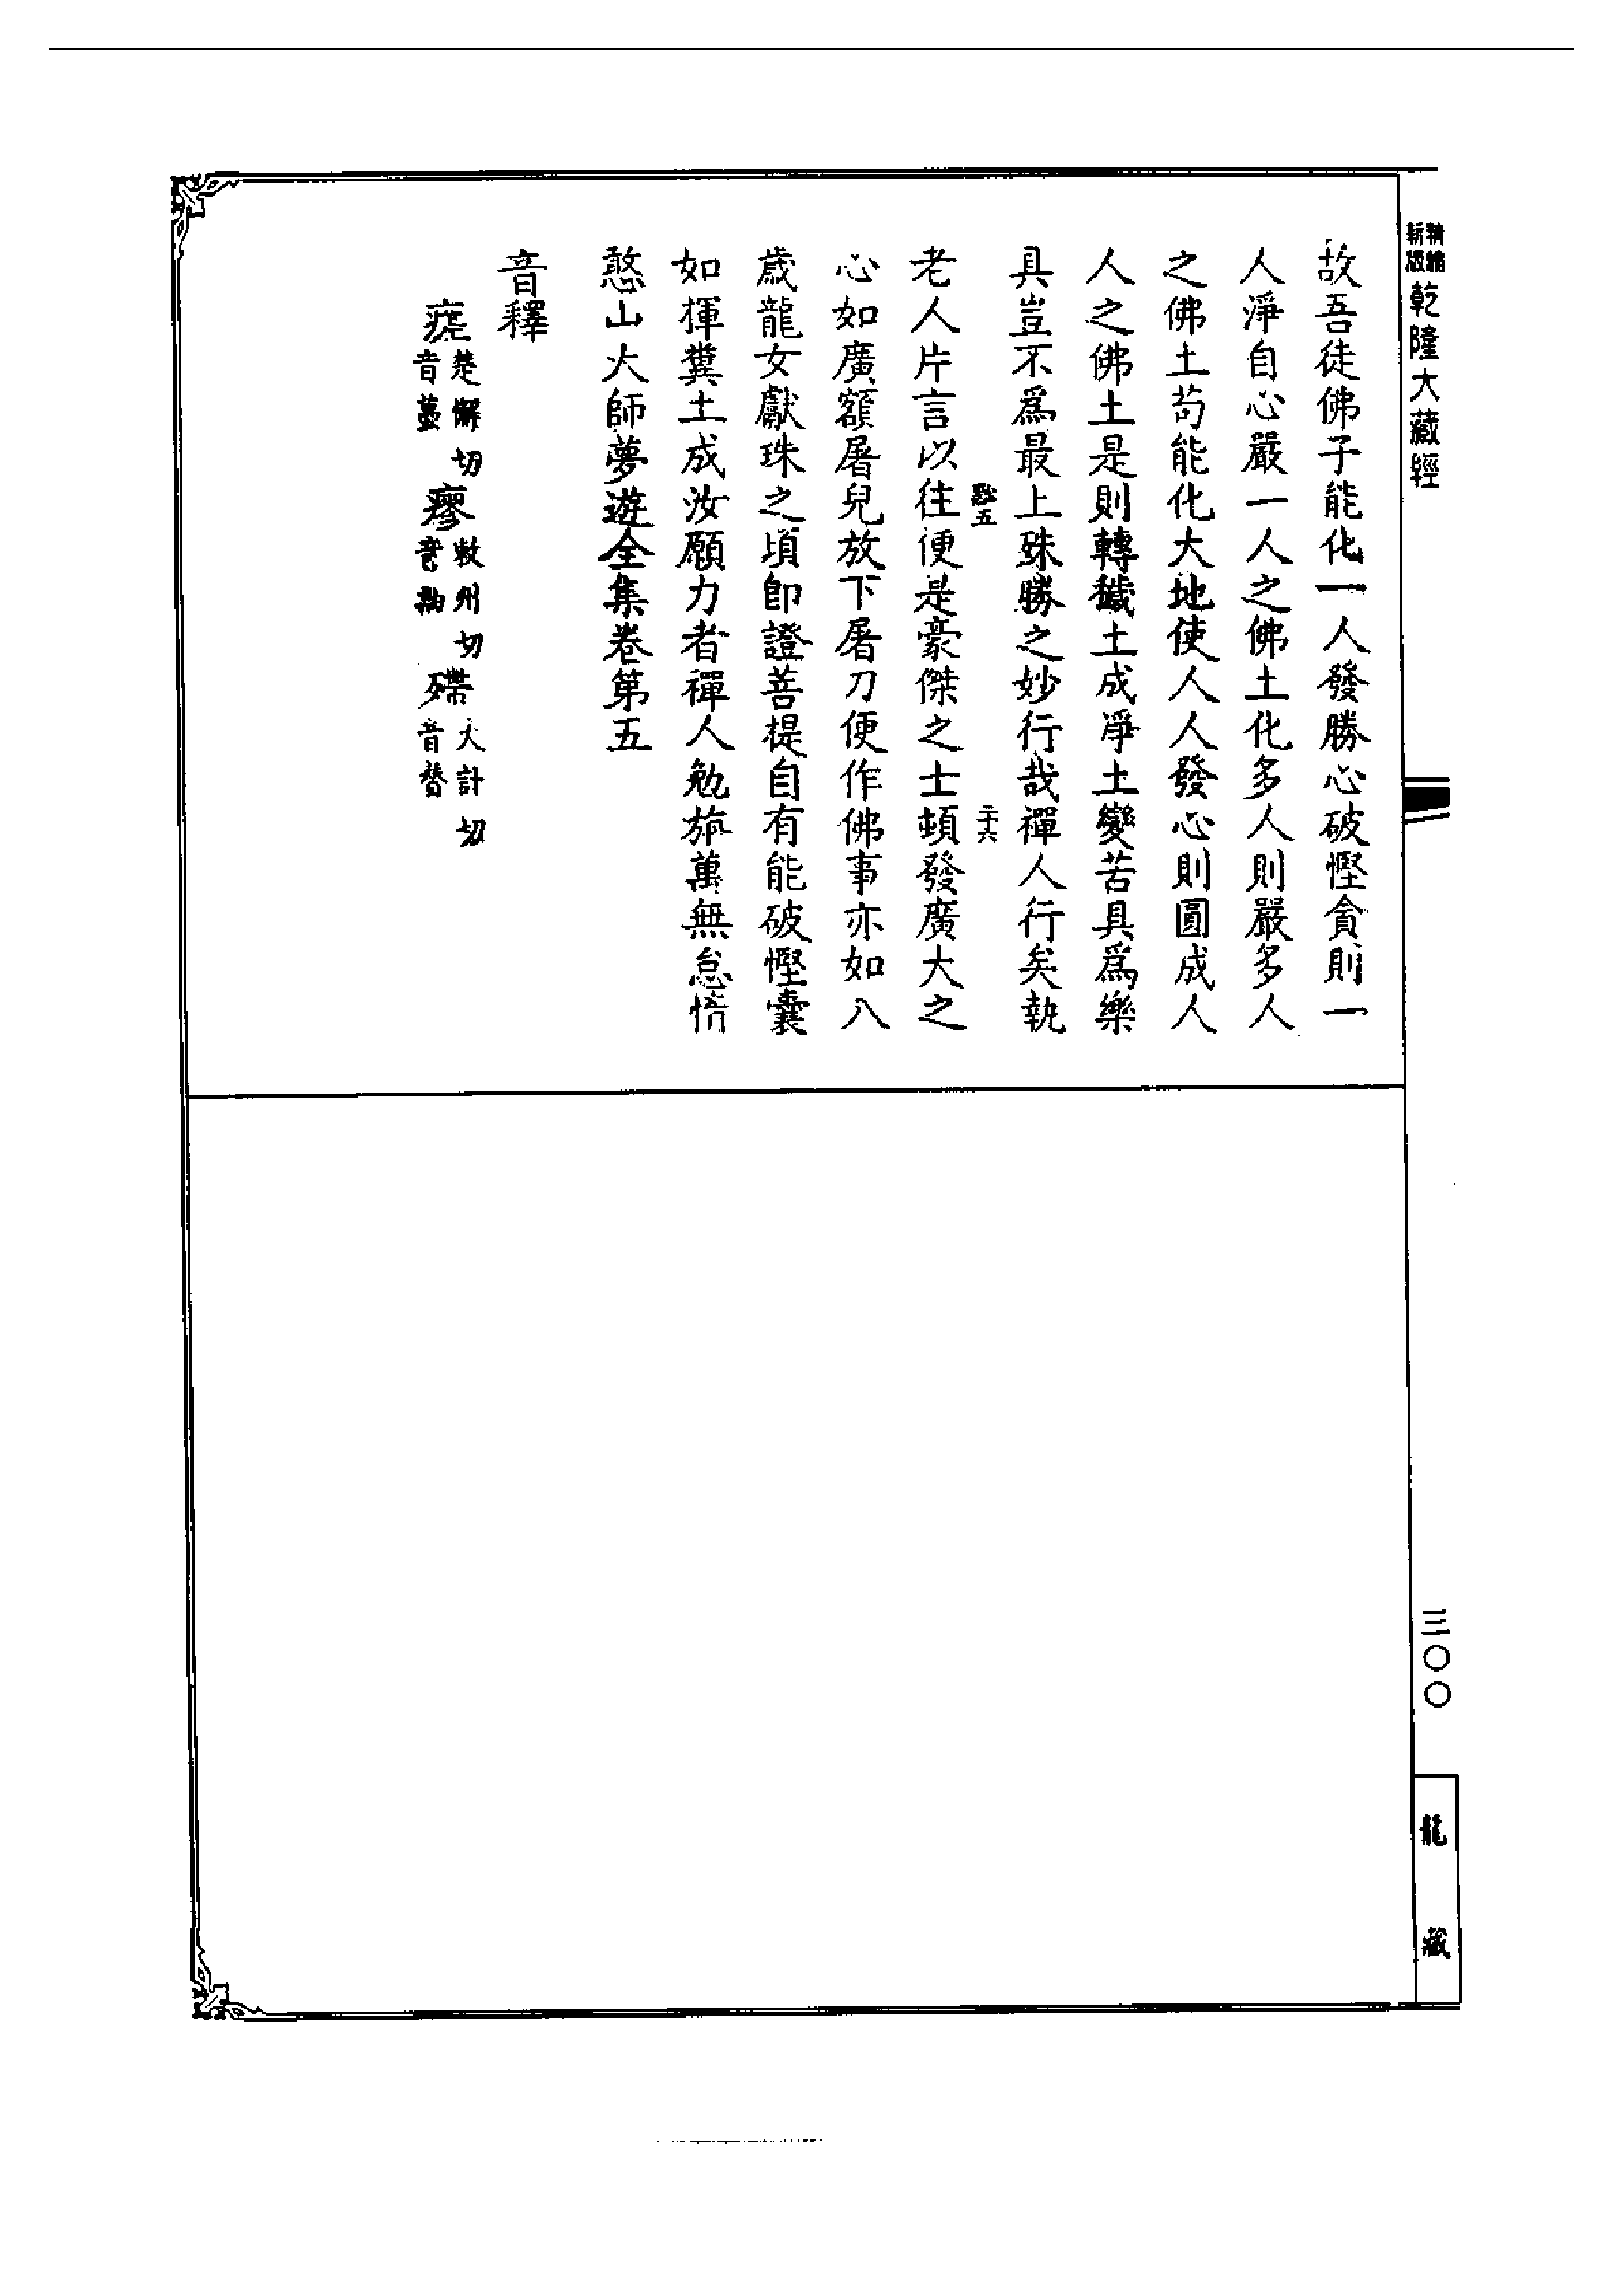 精縮新版乾隆大藏經
故吾徒佛子能化一人發勝心破慳貪則一
人淨自心嚴一人之佛土化多人則嚴多人
之佛土苟能化大地使人人發心則圓成人
人之佛土是則轉穢土成淨土變苦具爲樂
具豈不爲最上殊勝之妙行哉禪人行矣執
五 二十六
老人片言以往便是豪傑之士頓發廣大之
心如廣額屠兒放下屠刀便作佛事亦如八
歲龍女獻珠之頃卽證菩提自有能破慳囊
如揮糞土成汝願力者禪人勉旃萬無怠惰
憨山大師夢遊全集卷第五
音釋
楚懈切音蠆 瘳敕州切音抽 殢大計切音替
三〇〇
龍藏